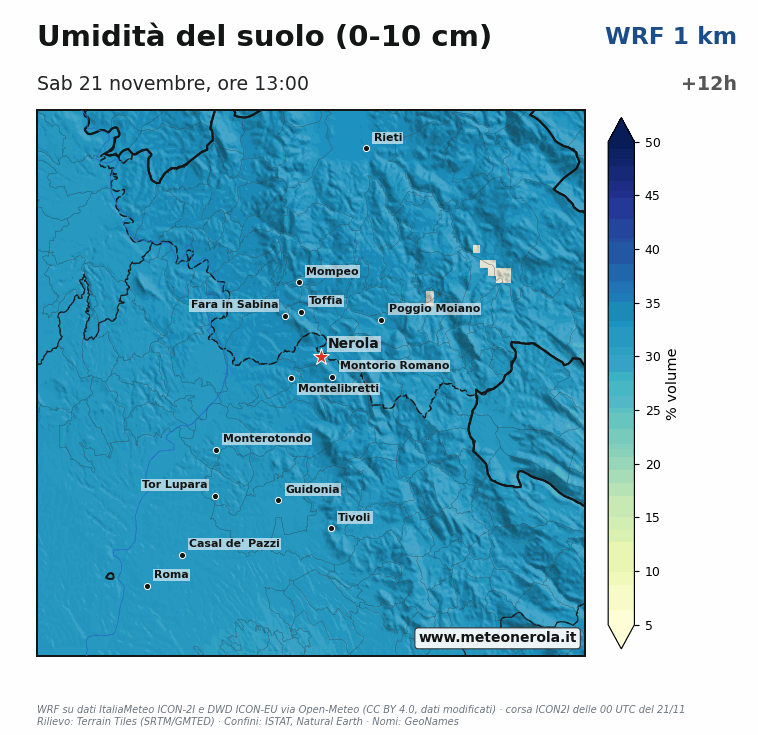 Umidità del suolo (0-10 cm)
WRF 1 km
Sab 21 novembre, ore 13:00
+12h
Rieti
Mompeo
Toffia
Fara in Sabina
Poggio Moiano
Nerola
Montorio Romano
Montelibretti
Monterotondo
Tor Lupara
Guidonia
Tivoli
Casal de' Pazzi
Roma
www.meteonerola.it
50
45
40
35
30
25
20
15
10
5
% volume
WRF su dati ItaliaMeteo ICON-2I e DWD ICON-EU via Open-Meteo (CC BY 4.0, dati modificati) · corsa ICON2I delle 00 UTC del 21/11
Rilievo: Terrain Tiles (SRTM/GMTED) · Confini: ISTAT, Natural Earth · Nomi: GeoNames